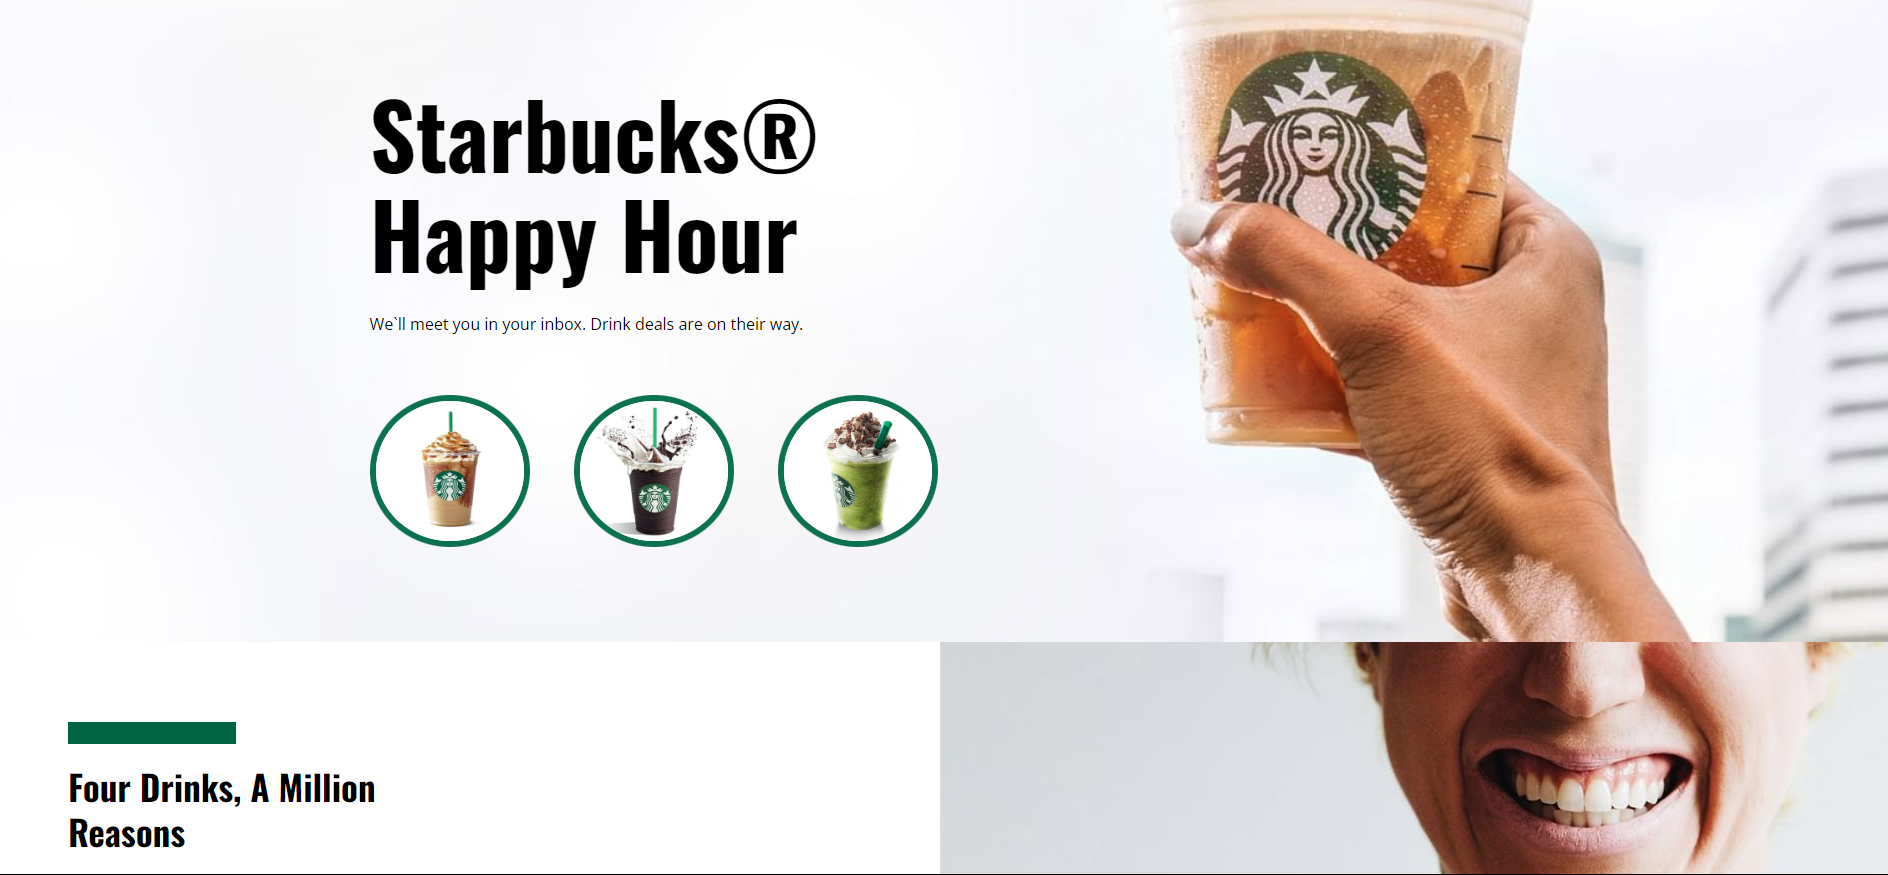 Starbucks®
Happy Hour
We`ll meet you in your inbox. Drink deals are on their way.
Four Drinks, A Million
Reasons